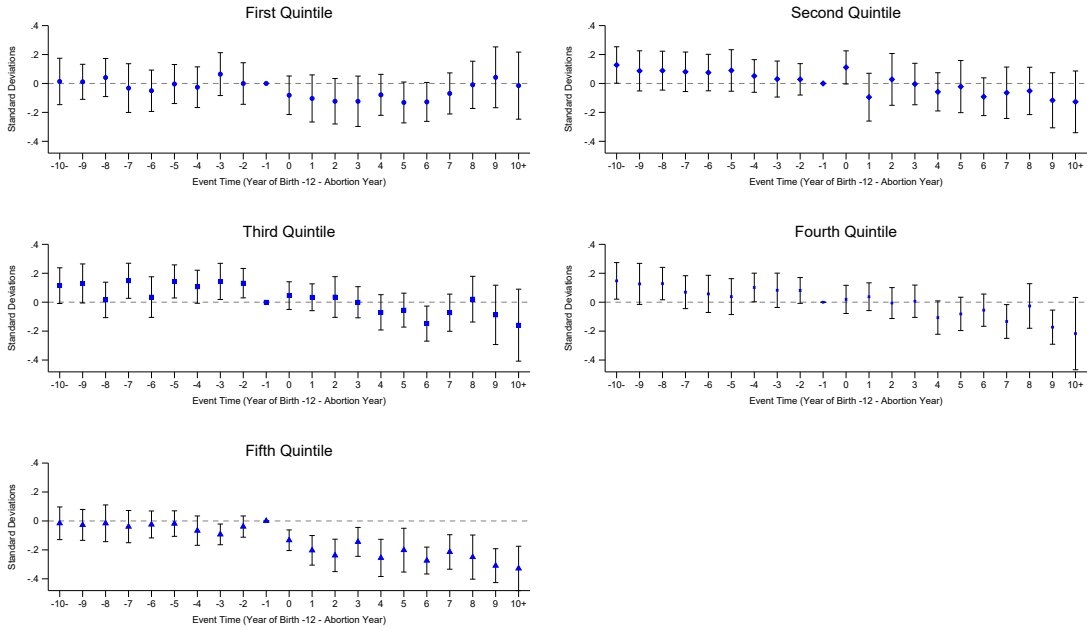 First Quintile
.4
.2
0
-.2
-.4
Standard Deviations
-10- -9 -8 -7 -6 -5 -4 -3 -2 -1 0 1 2 3 4 5 6 7 8 9 10+
Event Time (Year of Birth -12 - Abortion Year)
Second Quintile
.4
.2
0
-.2
-.4
Standard Deviations
-10- -9 -8 -7 -6 -5 -4 -3 -2 -1 0 1 2 3 4 5 6 7 8 9 10+
Event Time (Year of Birth -12 - Abortion Year)
Third Quintile
.4
.2
0
-.2
-.4
Standard Deviations
-10- -9 -8 -7 -6 -5 -4 -3 -2 -1 0 1 2 3 4 5 6 7 8 9 10+
Event Time (Year of Birth -12 - Abortion Year)
Fourth Quintile
.4
.2
0
-.2
-.4
Standard Deviations
-10- -9 -8 -7 -6 -5 -4 -3 -2 -1 0 1 2 3 4 5 6 7 8 9 10+
Event Time (Year of Birth -12 - Abortion Year)
Fifth Quintile
.4
.2
0
-.2
-.4
Standard Deviations
-10- -9 -8 -7 -6 -5 -4 -3 -2 -1 0 1 2 3 4 5 6 7 8 9 10+
Event Time (Year of Birth -12 - Abortion Year)